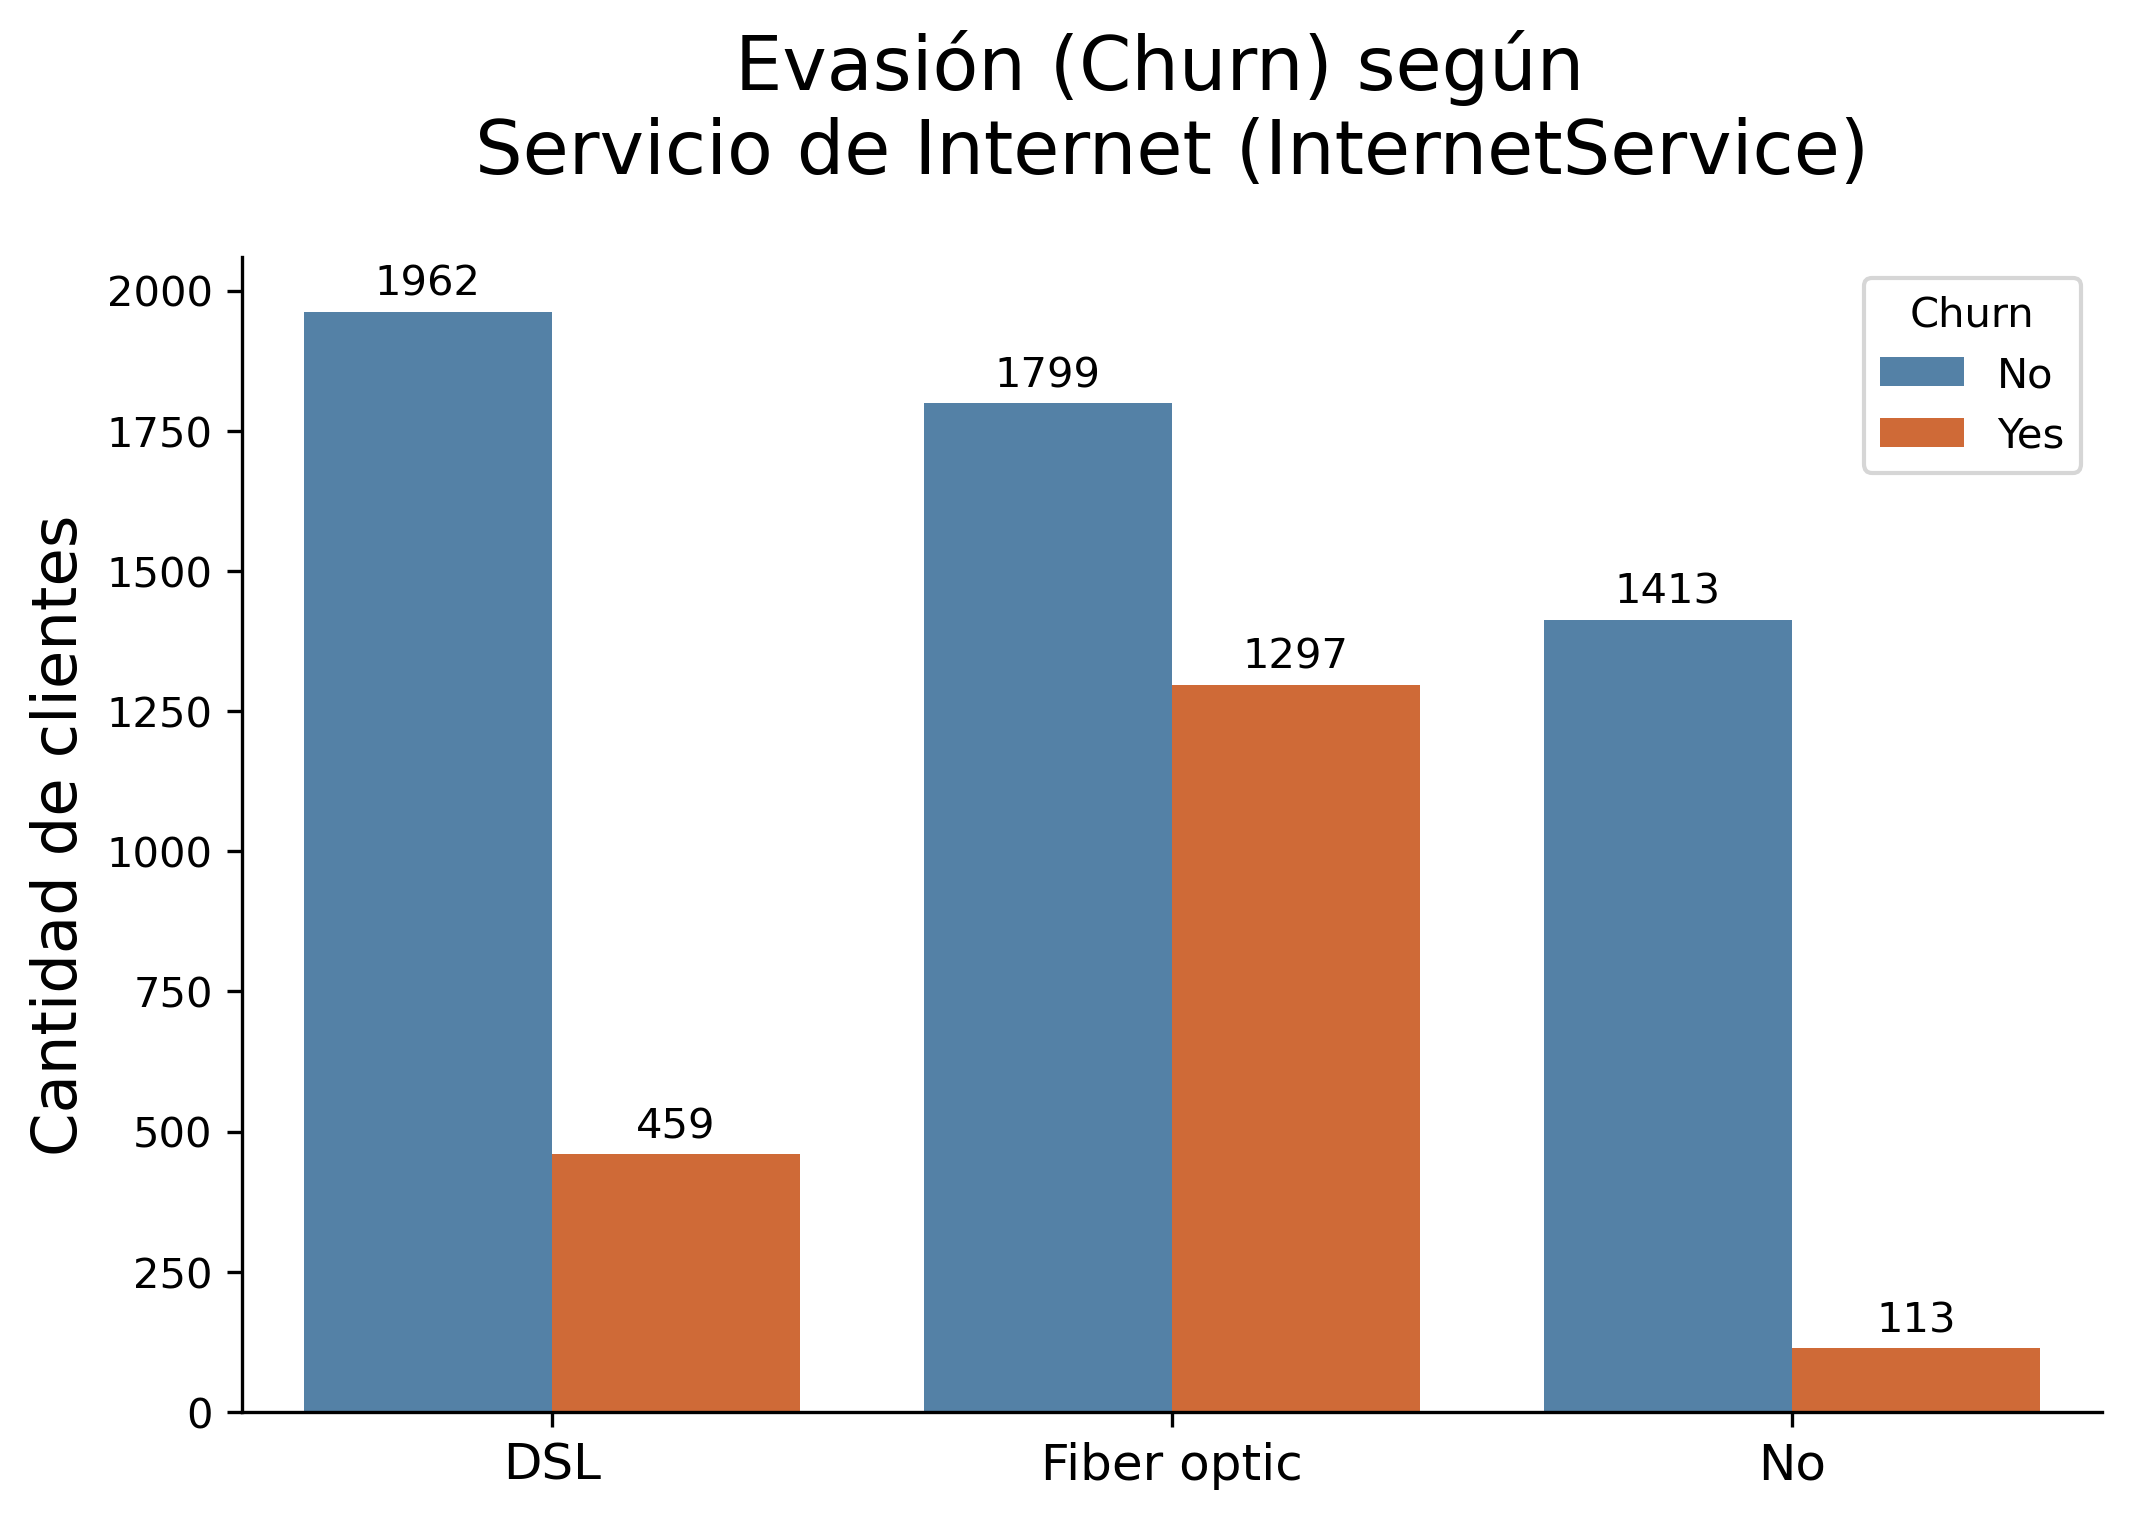 Evasión (Churn) según
Servicio de Internet (InternetService)
Cantidad de clientes
2000
1750
1500
1250
1000
750
500
250
0
1962
459
1799
1297
1413
113
DSL
Fiber optic
No
Churn
No
Yes